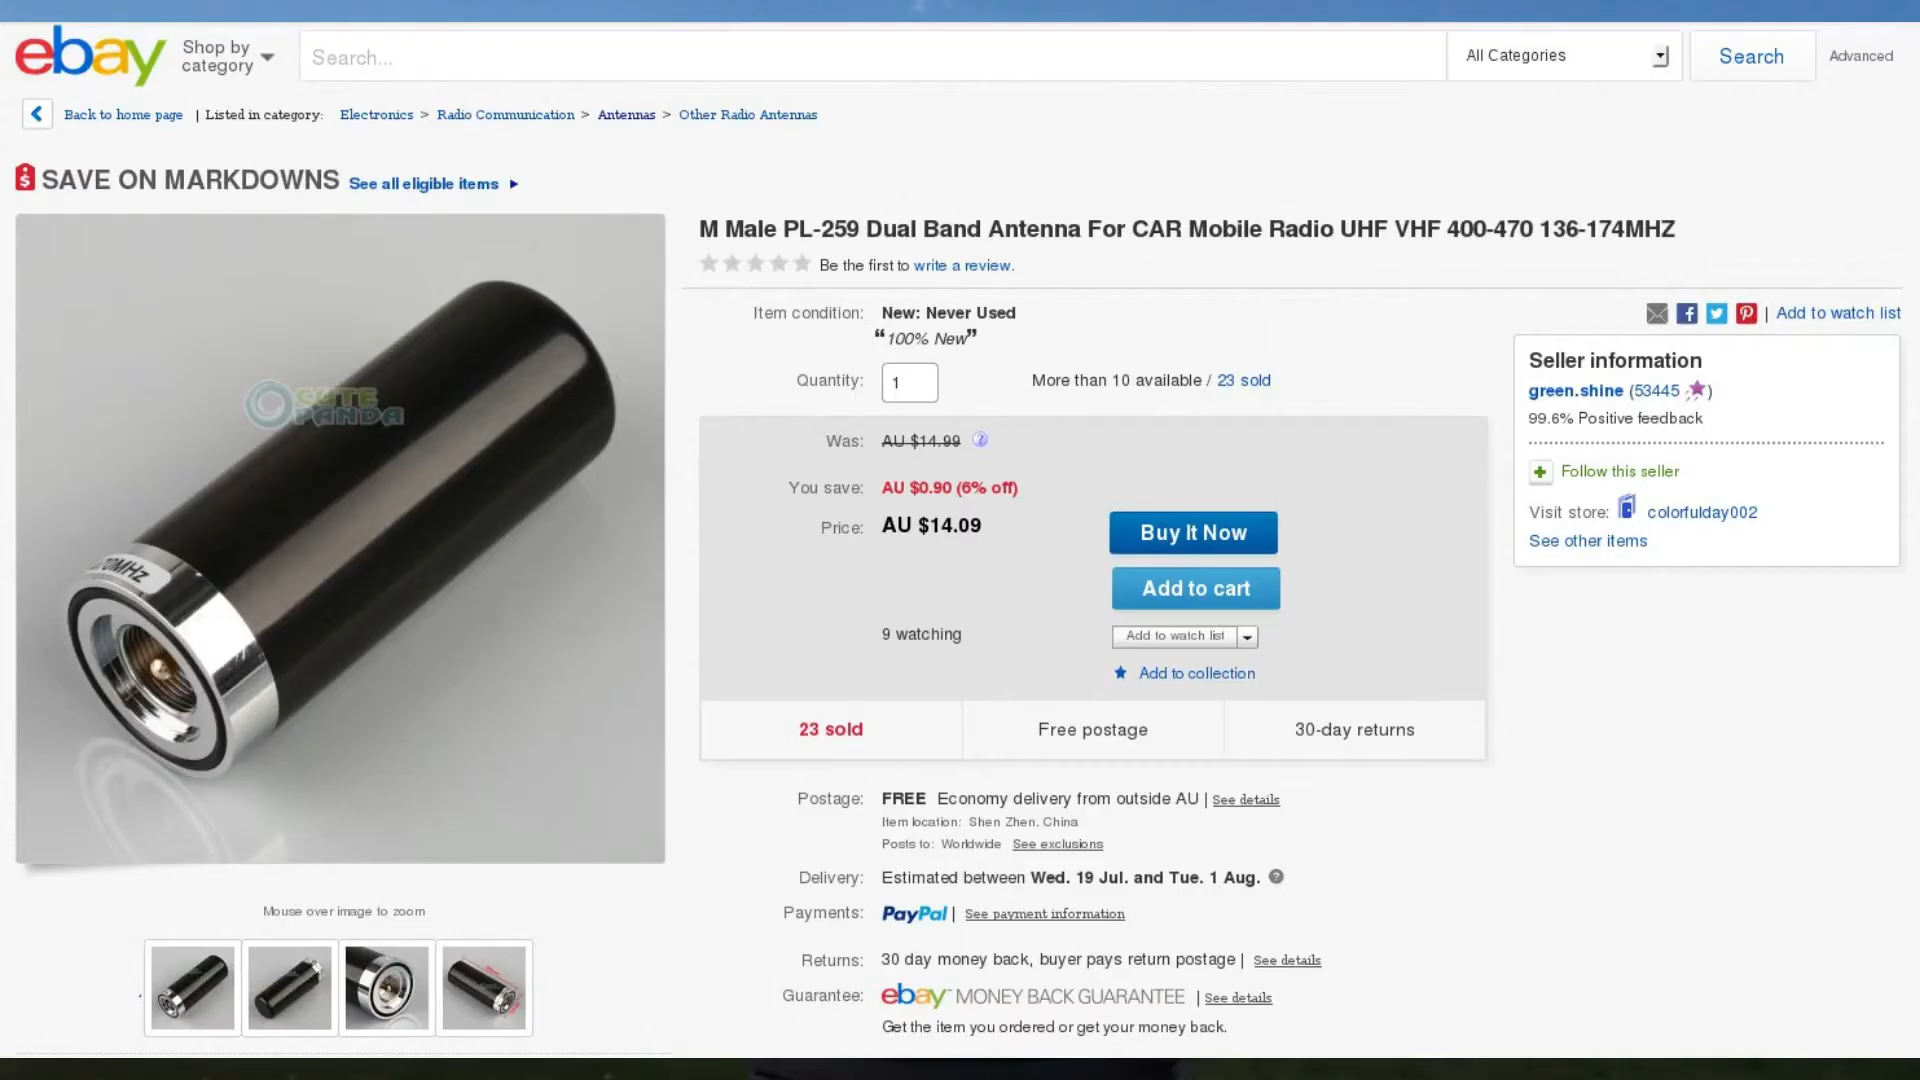 ebay
Shop by
category
Search...
All Categories
Search
Advanced
Back to home page | Listed in category: Electronics > Radio Communication > Antennas > Other Radio Antennas
SAVE ON MARKDOWNS See all eligible items
M Male PL-259 Dual Band Antenna For CAR Mobile Radio UHF VHF 400-470 136-174MHZ
Be the first to write a review.
Item condition: New: Never Used
“100% New”
Quantity: 1 More than 10 available / 23 sold
Was: AU $14.99
You save: AU $0.90 (6% off)
Price: AU $14.09
Buy It Now
Add to cart
9 watching
Add to watch list
Add to collection
23 sold
Free postage
30-day returns
Postage: FREE Economy delivery from outside AU | See details
Item location: Shen Zhen, China
Posts to: Worldwide See exclusions
Delivery: Estimated between Wed. 19 Jul. and Tue. 1 Aug.
Payments: PayPal | See payment information
Returns: 30 day money back, buyer pays return postage | See details
Guarantee: ebay MONEY BACK GUARANTEE | See details
Get the item you ordered or get your money back.
| Add to watch list
Seller information
green.shine (53445)
99.6% Positive feedback
Follow this seller
Visit store: colorfulday002
See other items
CUTE
PANDA
70MHz
Mouse over image to zoom